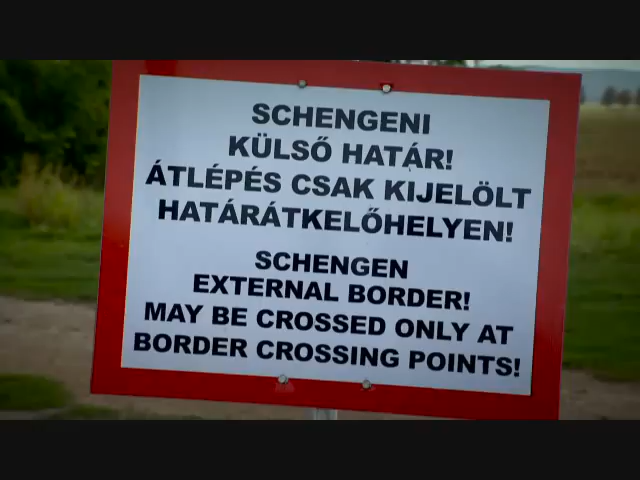 SCHENGENI
KÜLSŐ HATÁR!
ÁTLÉPÉS CSAK KIJELÖLT
HATÁRÁTKELŐHELYEN!
SCHENGEN
EXTERNAL BORDER!
MAY BE CROSSED ONLY AT
BORDER CROSSING POINTS!